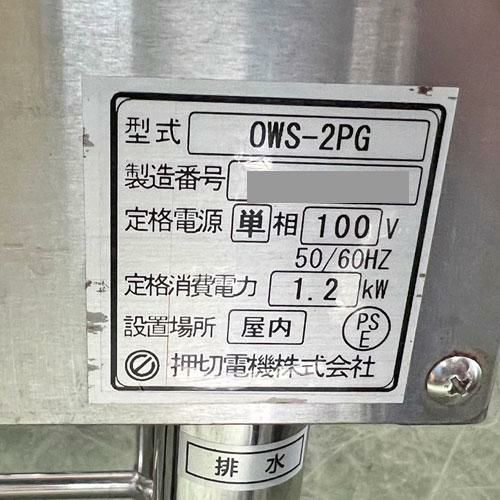 型式 OWS-2PG
製造番号
定格電源 単相 100 V
50/60HZ
定格消費電力 1.2 kW
設置場所 屋内
PS
E
押切電機株式会社
排水